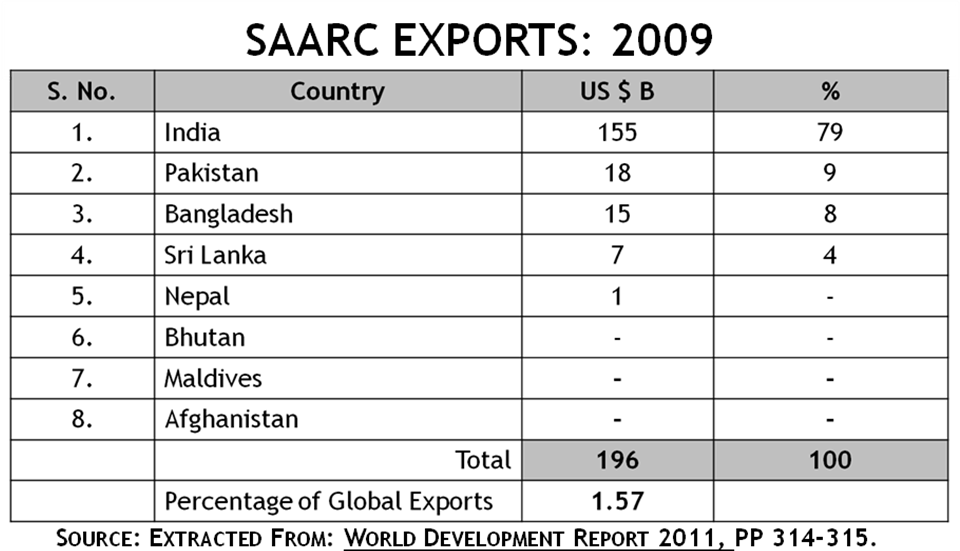 SAARC EXPORTS: 2009
S. No. Country US $ B %
1. India 155 79
2. Pakistan 18 9
3. Bangladesh 15 8
4. Sri Lanka 7 4
5. Nepal 1 -
6. Bhutan - -
7. Maldives - -
8. Afghanistan - -
Total 196 100
Percentage of Global Exports 1.57
SOURCE: EXTRACTED FROM: WORLD DEVELOPMENT REPORT 2011, PP 314-315.